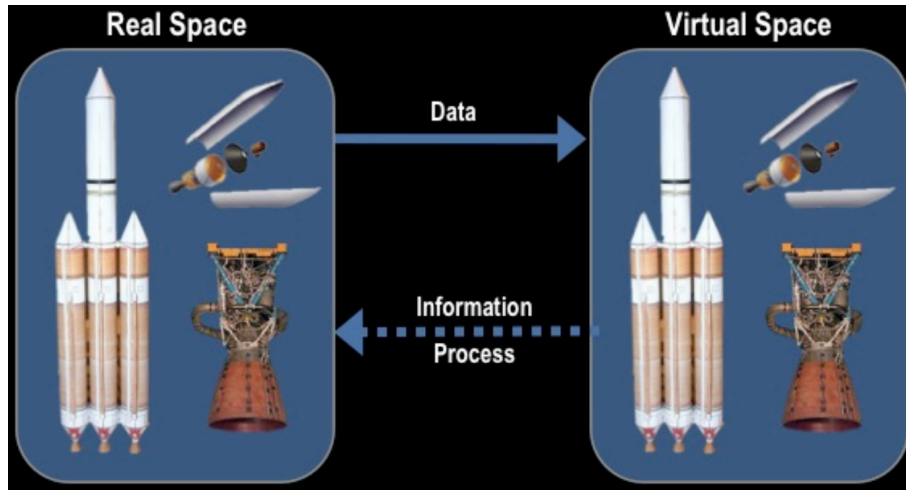 Real Space
Virtual Space
Data
Information
Process